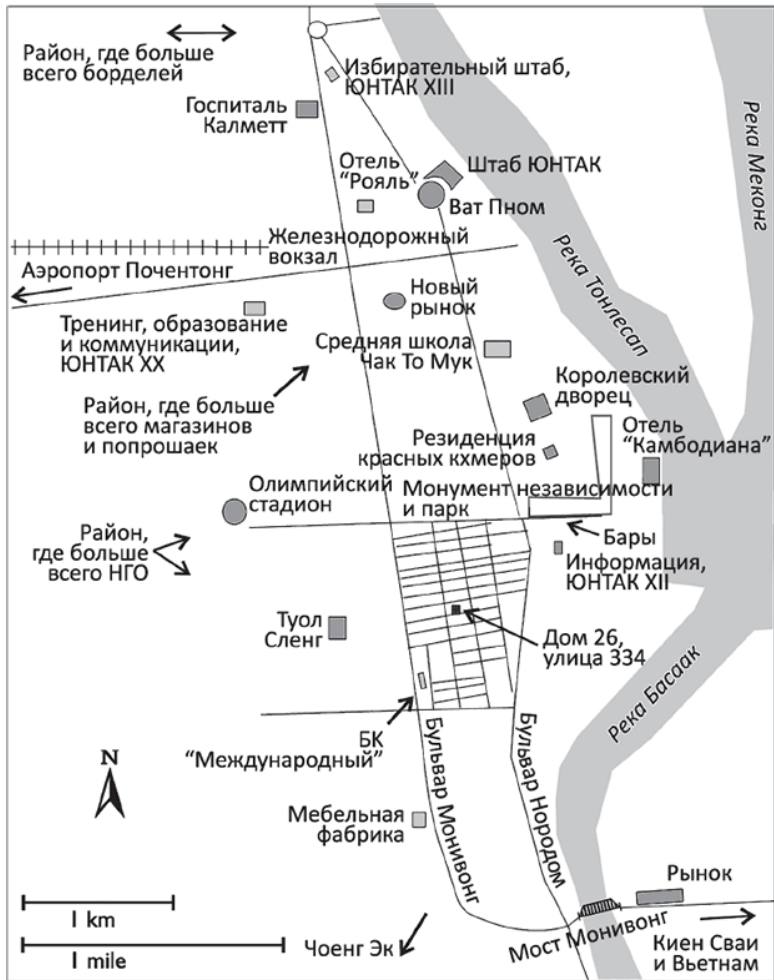 Район, где больше
всего борделей
Избирательный штаб,
ЮНТАК XIII
Госпиталь
Калметт
Отель
“Рояль”
Штаб ЮНТАК
Ват Пном
Река Меконг
Река Тонлесап
Железнодорожный
вокзал
Аэропорт Почентонг
Новый
рынок
Тренинг, образование
и коммуникации,
ЮНТАК XX
Средняя школа
Чак То Мук
Королевский
дворец
Район, где больше
всего магазинов
и попрошаек
Отель
“Камбодиана”
Резиденция
красных кхмеров
Олимпийский
стадион
Монумент независимости
и парк
Район,
где больше
всего НГО
Бары
Информация,
ЮНТАК XII
Туол
Сленг
Дом 26,
улица 334
Река Басаак
БК
“Международный”
Бульвар Монивонг
Бульвар Нородом
N
Мебельная
фабрика
Рынок
1 km
1 mile
Чоенг Эк
Мост Монивонг
Киен Сваи
и Вьетнам